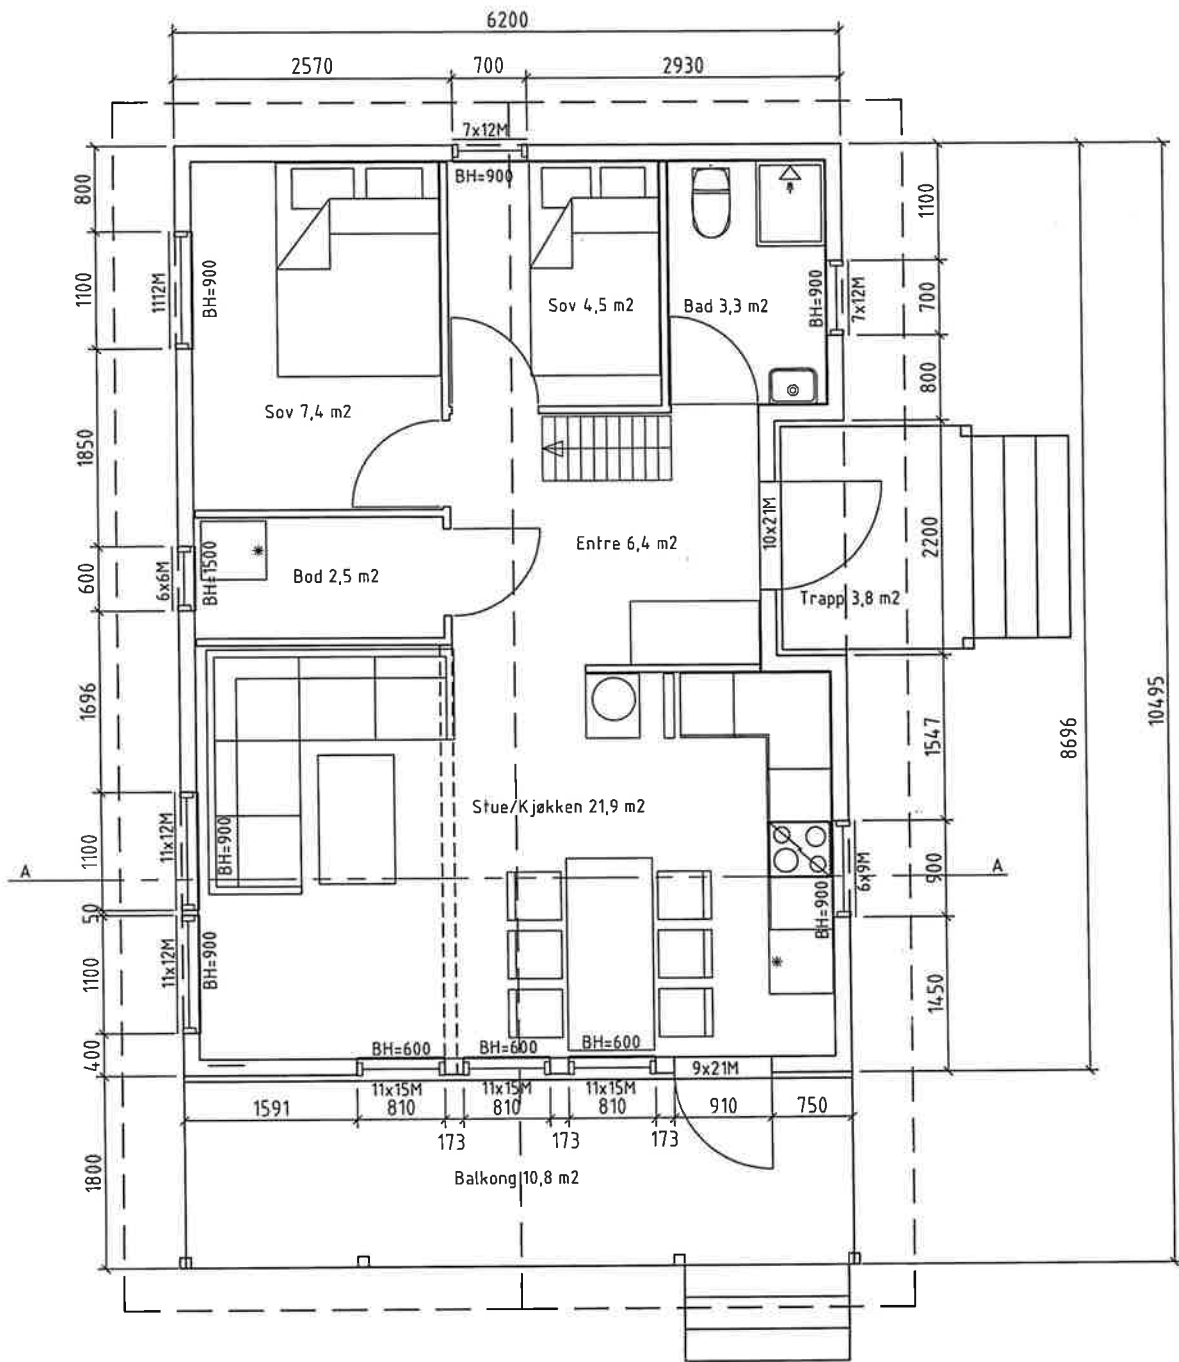 6200
2570 700 2930
7x12M
BH=900
800
1100
1850
600
1696
1100
50
1100
400
1800
1112M
BH=900
Sov 4,5 m2
Bad 3,3 m2
BH=900
7x12M
1100
700
800
2200
1547
900
1450
8696
10495
Sov 7,4 m2
Entre 6,4 m2
10x21M
6x6M
BH=1500
Bod 2,5 m2
Trapp 3,8 m2
Stue/Kjøkken 21,9 m2
11x12M
BH=900
A
A
6x9M
BH=900
11x12M
BH=900
BH=600 BH=600 BH=600
9x21M
11x15M 11x15M 11x15M
1591 810 810 810 910 750
173 173 173
Balkong 10,8 m2